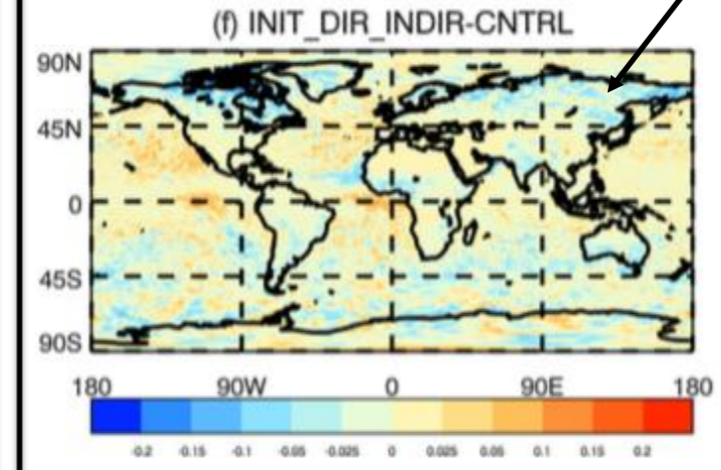 (f) INIT_DIR_INDIR-CNTRL
90N
45N
0
45S
90S
180 90W 0 90E 180
-0.2 -0.15 -0.1 -0.05 -0.025 0 0.025 0.05 0.1 0.15 0.2